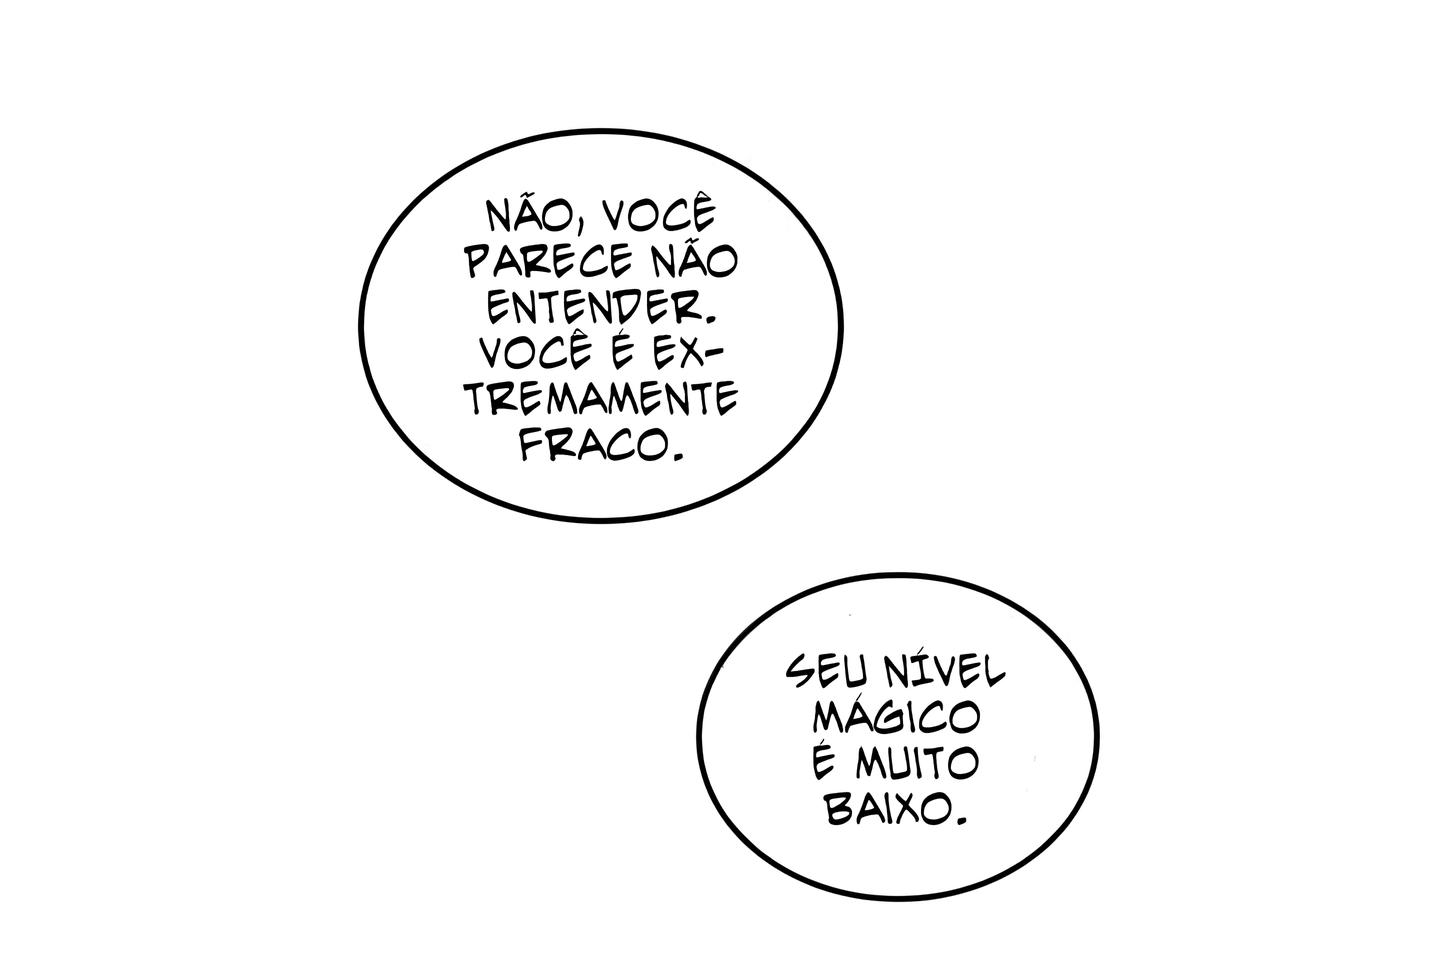 NÃO, VOCÊ
PARECE NÃO
ENTENDER.
VOCÊ É EX-
TREMAMENTE
FRACO.
SEU NÍVEL
MÁGICO
É MUITO
BAIXO.